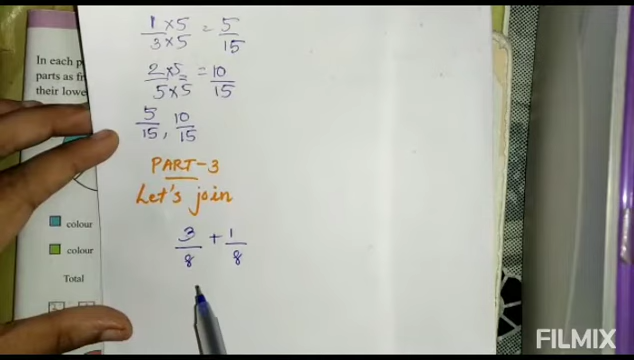 In each p
parts as fr
their lowe
colour
colour
Total
1×5/3×5 = 5/15
2×5/5×5 = 10/15
5/15, 10/15
PART-3
Let's join
3/8 + 1/8
FILMIX